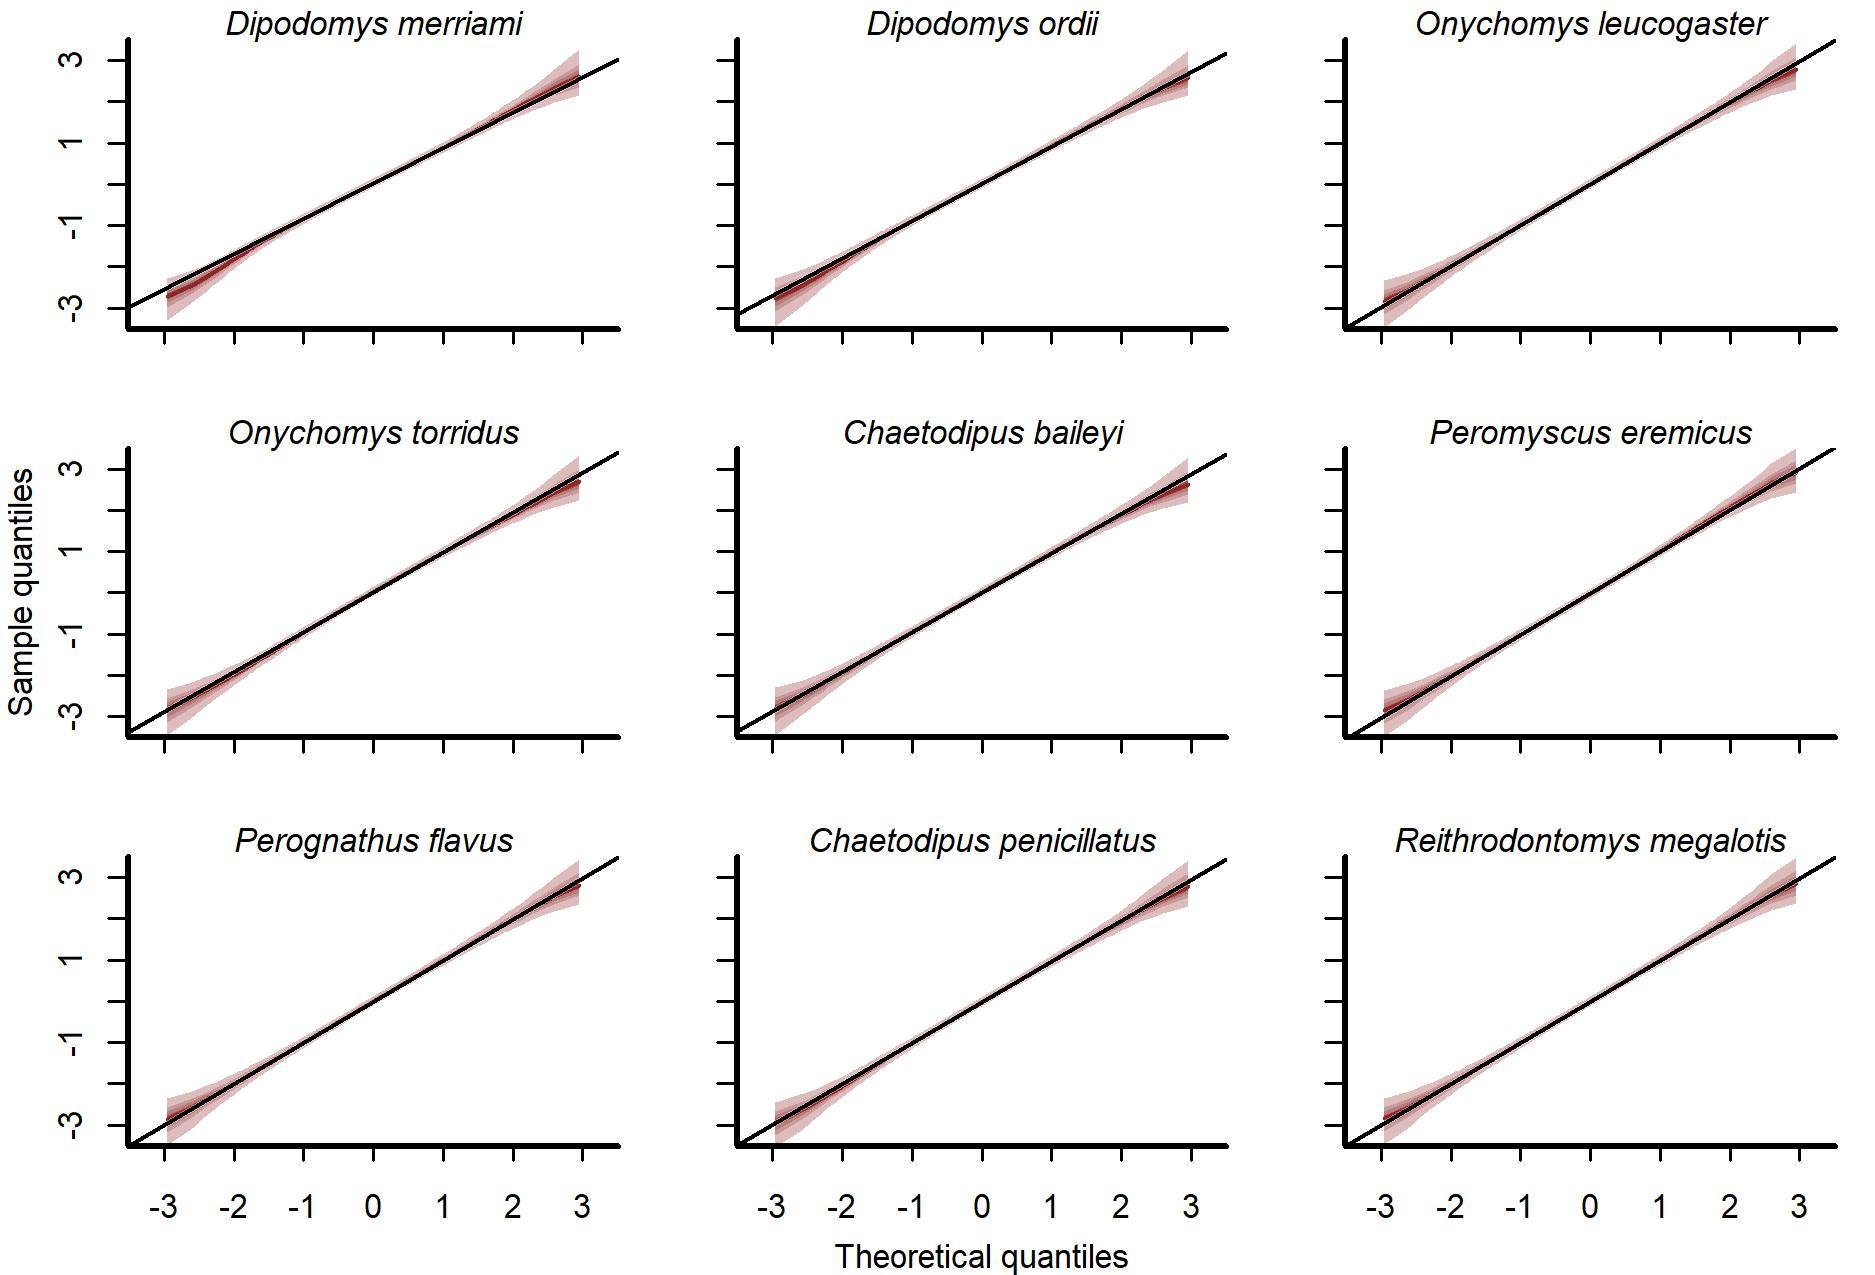 Dipodomys merriami
Dipodomys ordii
Onychomys leucogaster
3
1
-1
-3
Onychomys torridus
Chaetodipus baileyi
Peromyscus eremicus
3
1
-1
-3
Sample quantiles
Perognathus flavus
Chaetodipus penicillatus
Reithrodontomys megalotis
3
1
-1
-3
-3 -2 -1 0 1 2 3
-3 -2 -1 0 1 2 3
-3 -2 -1 0 1 2 3
Theoretical quantiles